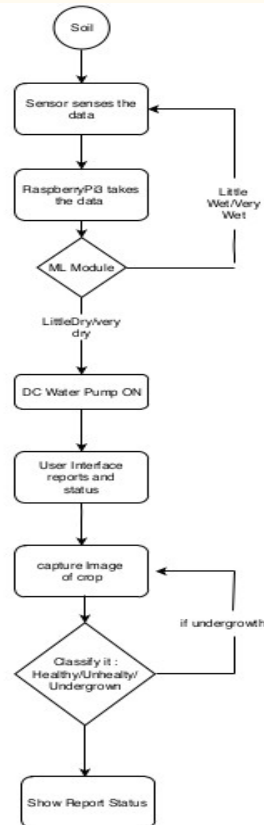 Soil
Sensor senses the
data
RaspberryPi3 takes
the data
Little
Wet/Very
Wet
ML Module
LittleDry/very
dry
DC Water Pump ON
User Interface
reports and
status
capture Image
of crop
if undergrowth
Classify it :
Healthy/Unhealty/
Undergrown
Show Report Status